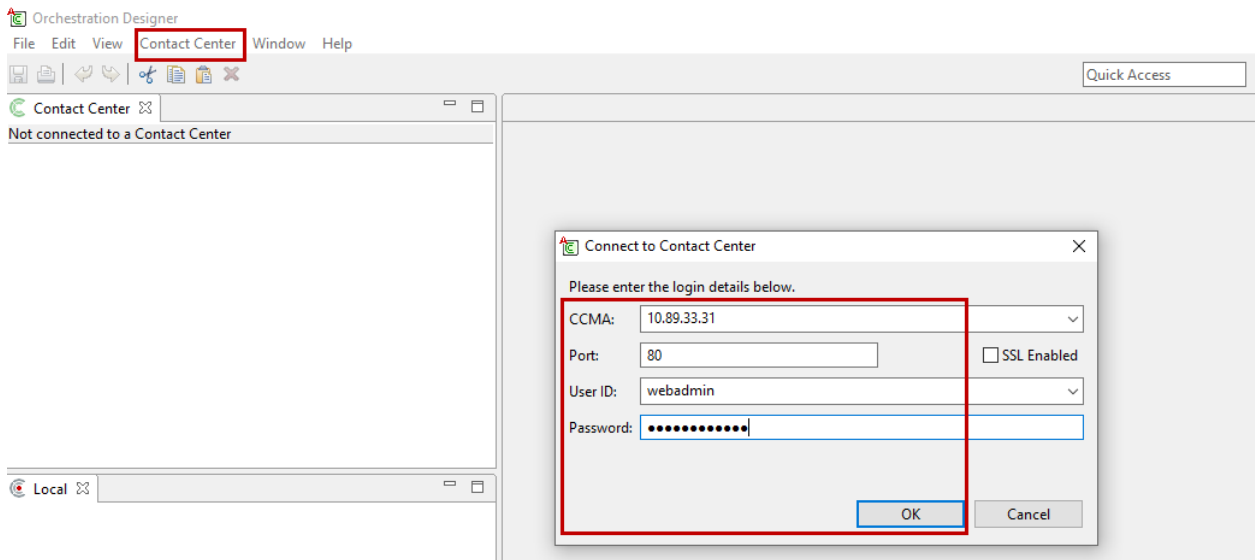 Orchestration Designer
File Edit View Contact Center Window Help
Quick Access
Contact Center
Not connected to a Contact Center
Connect to Contact Center
Please enter the login details below.
CCMA: 10.89.33.31
Port: 80 SSL Enabled
User ID: webadmin
Password: ●●●●●●●●●●●●
OK Cancel
Local